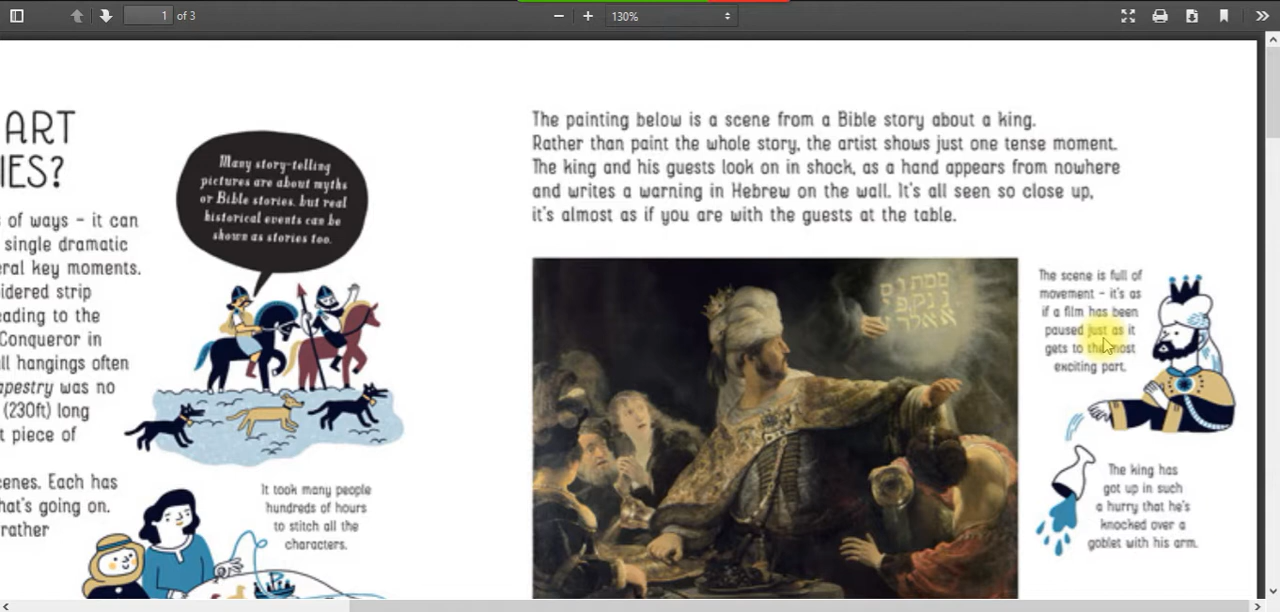 1 of 3
130%
ART
IES?
Many story-telling
pictures are about myths
or Bible stories, but real
historical events can be
shown as stories too.
s of ways – it can
single dramatic
eral key moments.
idered strip
eading to the
Conqueror in
ll hangings often
apestry was no
(230ft) long
t piece of
cenes. Each has
hat's going on.
rather
It took many people
hundreds of hours
to stitch all the
characters.
The painting below is a scene from a Bible story about a king.
Rather than paint the whole story, the artist shows just one tense moment.
The king and his guests look on in shock, as a hand appears from nowhere
and writes a warning in Hebrew on the wall. It's all seen so close up,
it's almost as if you are with the guests at the table.
The scene is full of
movement – it's as
if a film has been
paused just as it
gets to the most
exciting part.
The king has
got up in such
a hurry that he's
knocked over a
goblet with his arm.